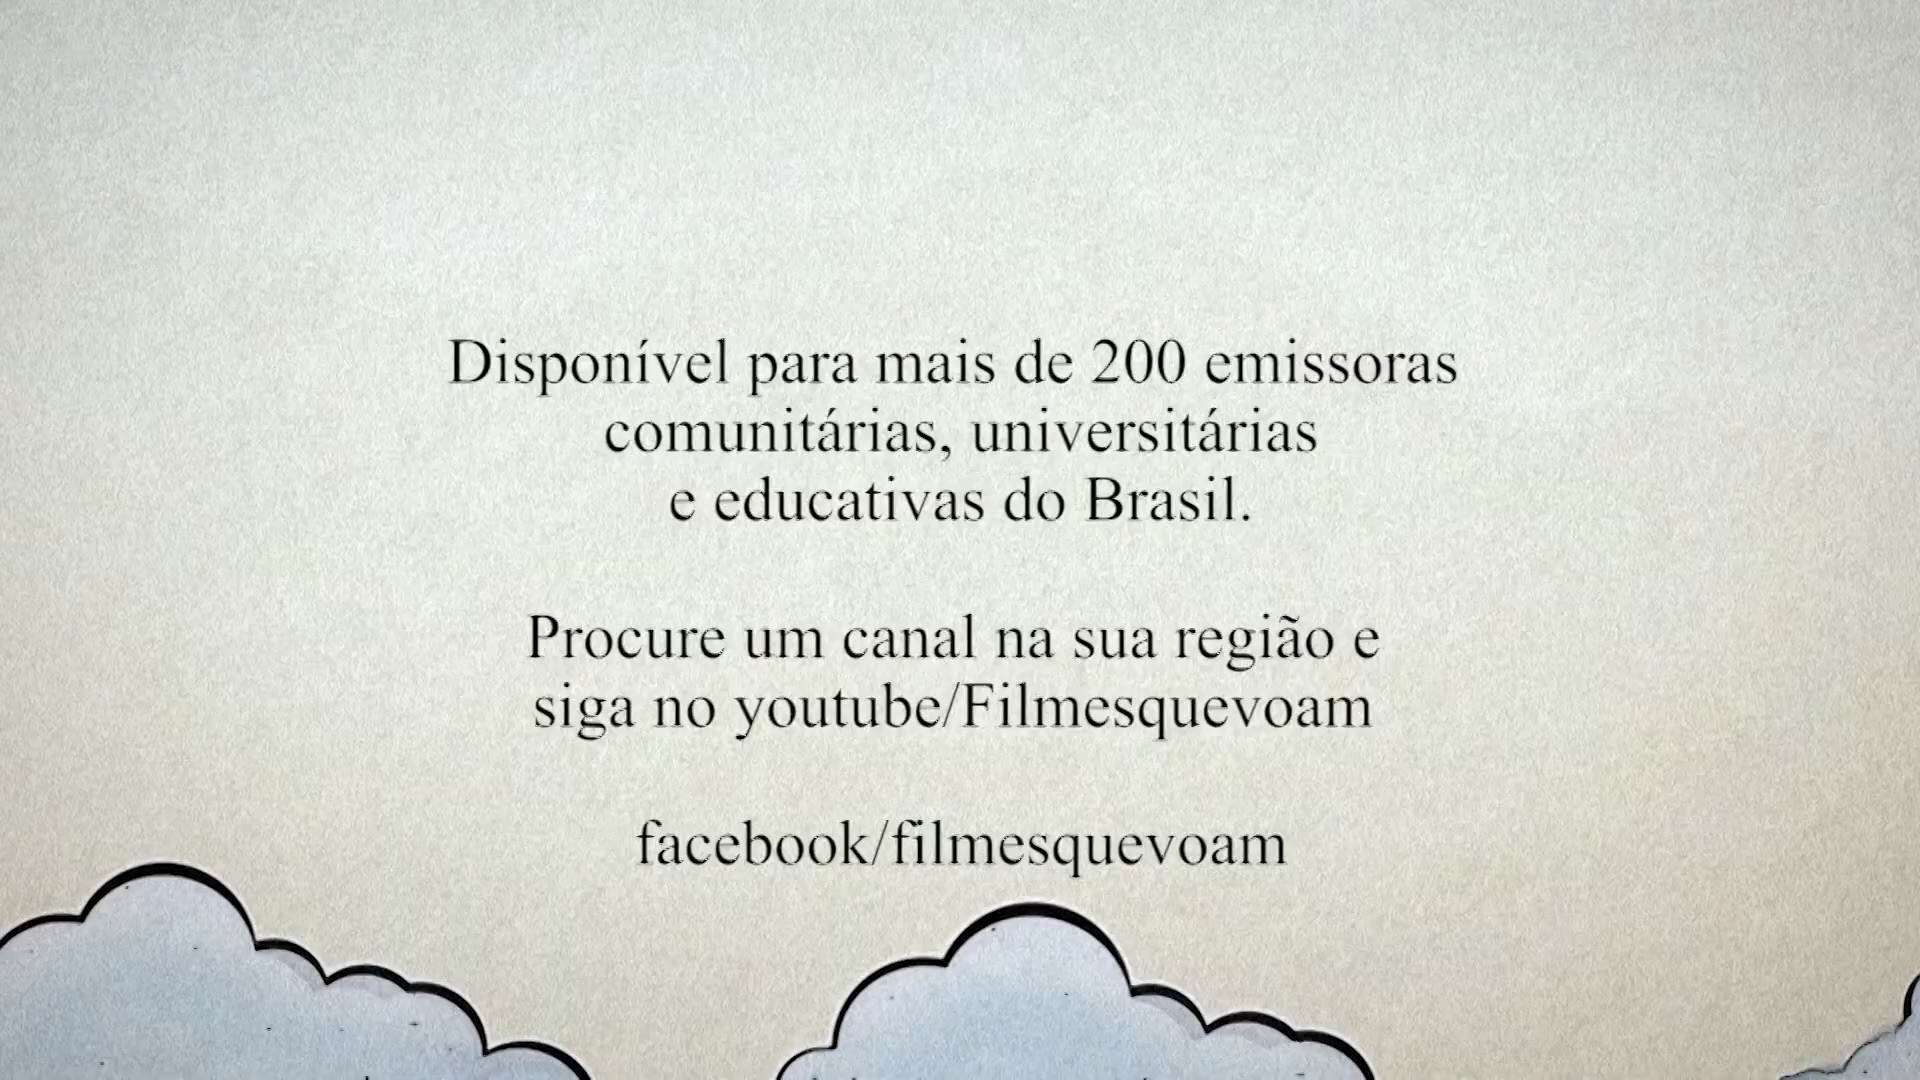 Disponível para mais de 200 emissoras
comunitárias, universitárias
e educativas do Brasil.
Procure um canal na sua região e
siga no youtube/Filmesquevoam
facebook/filmesquevoam